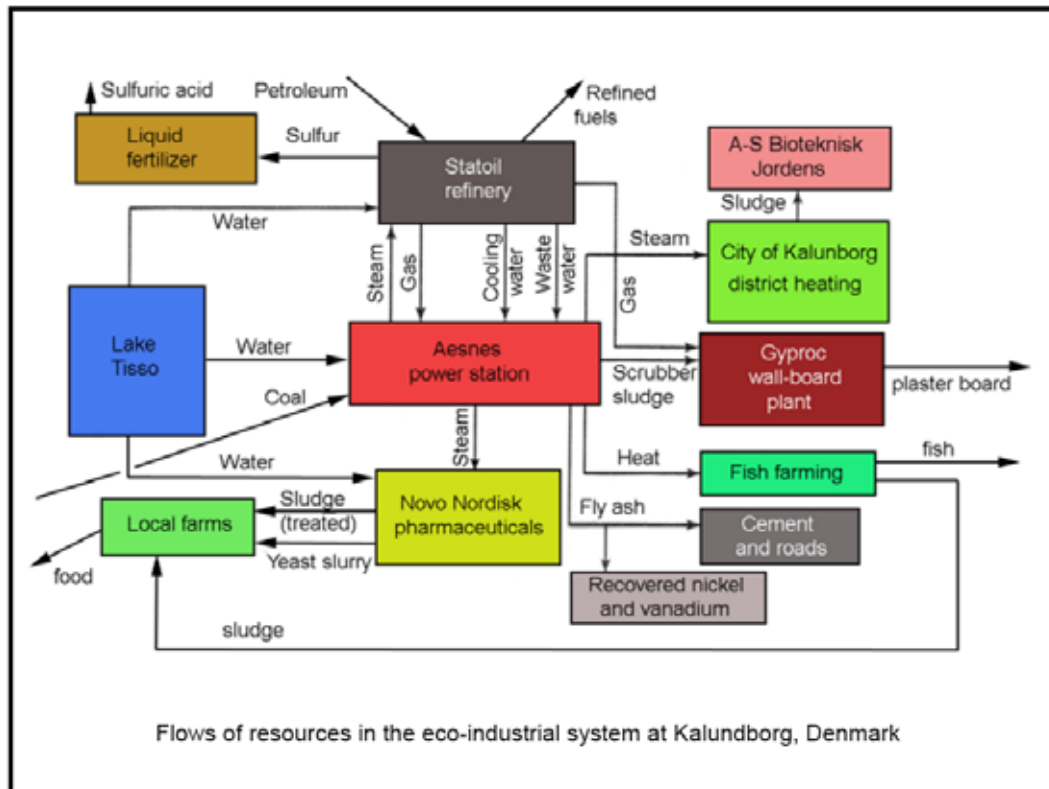 Sulfuric acid
Petroleum
Refined
fuels
Liquid
fertilizer
Sulfur
Statoil
refinery
A-S Bioteknisk
Jordens
Sludge
Water
Steam
Gas
Cooling
water
Waste
water
Steam
Gas
City of Kalunborg
district heating
Lake
Tisso
Water
Aesnes
power station
Scrubber
sludge
Gyproc
wall-board
plant
plaster board
Coal
Water
Steam
Heat
Fish farming
fish
Local farms
Sludge
(treated)
Yeast slurry
Novo Nordisk
pharmaceuticals
Fly ash
Cement
and roads
food
Recovered nickel
and vanadium
sludge
Flows of resources in the eco-industrial system at Kalundborg, Denmark